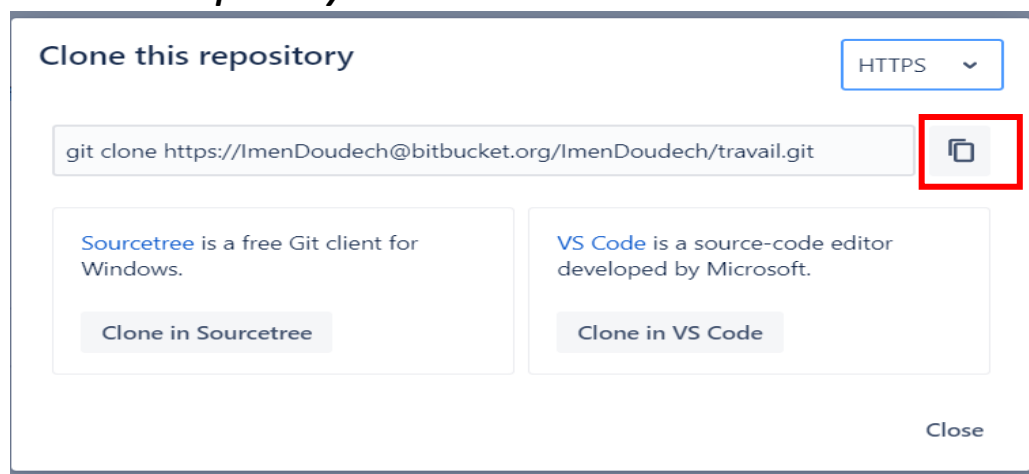 Clone this repository
HTTPS
git clone https://ImenDoudech@bitbucket.org/ImenDoudech/travail.git
Sourcetree is a free Git client for
Windows.
Clone in Sourcetree
VS Code is a source-code editor
developed by Microsoft.
Clone in VS Code
Close